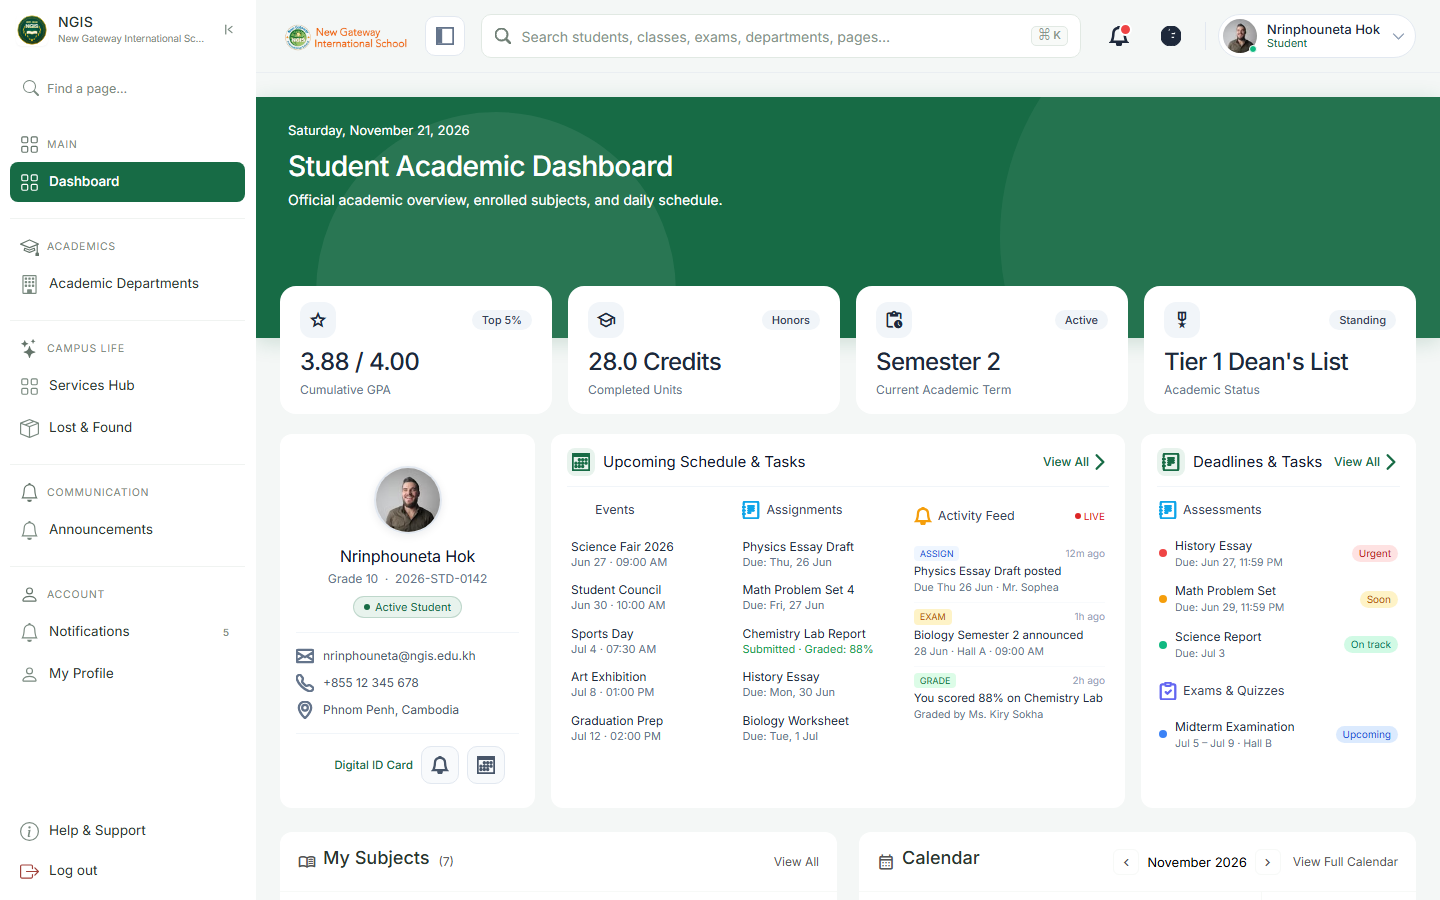 NGIS
New Gateway International Sc...
Find a page...
MAIN
Dashboard
ACADEMICS
Academic Departments
CAMPUS LIFE
Services Hub
Lost & Found
COMMUNICATION
Announcements
ACCOUNT
Notifications 5
My Profile
Help & Support
Log out
New Gateway
International School
Search students, classes, exams, departments, pages...
⌘ K
Nrinphouneta Hok
Student
Saturday, November 21, 2026
Student Academic Dashboard
Official academic overview, enrolled subjects, and daily schedule.
Top 5%
3.88 / 4.00
Cumulative GPA
Honors
28.0 Credits
Completed Units
Active
Semester 2
Current Academic Term
Standing
Tier 1 Dean's List
Academic Status
Nrinphouneta Hok
Grade 10 · 2026-STD-0142
Active Student
nrinphouneta@ngis.edu.kh
+855 12 345 678
Phnom Penh, Cambodia
Digital ID Card
Upcoming Schedule & Tasks
View All
Events
Science Fair 2026
Jun 27 · 09:00 AM
Student Council
Jun 30 · 10:00 AM
Sports Day
Jul 4 · 07:30 AM
Art Exhibition
Jul 8 · 01:00 PM
Graduation Prep
Jul 12 · 02:00 PM
Assignments
Physics Essay Draft
Due: Thu, 26 Jun
Math Problem Set 4
Due: Fri, 27 Jun
Chemistry Lab Report
Submitted · Graded: 88%
History Essay
Due: Mon, 30 Jun
Biology Worksheet
Due: Tue, 1 Jul
Activity Feed
LIVE
ASSIGN 12m ago
Physics Essay Draft posted
Due Thu 26 Jun · Mr. Sophea
EXAM 1h ago
Biology Semester 2 announced
28 Jun · Hall A · 09:00 AM
GRADE 2h ago
You scored 88% on Chemistry Lab
Graded by Ms. Kiry Sokha
Deadlines & Tasks
View All
Assessments
History Essay
Due: Jun 27, 11:59 PM
Urgent
Math Problem Set
Due: Jun 29, 11:59 PM
Soon
Science Report
Due: Jul 3
On track
Exams & Quizzes
Midterm Examination
Jul 5 – Jul 9 · Hall B
Upcoming
My Subjects (7)
View All
Calendar
November 2026
View Full Calendar